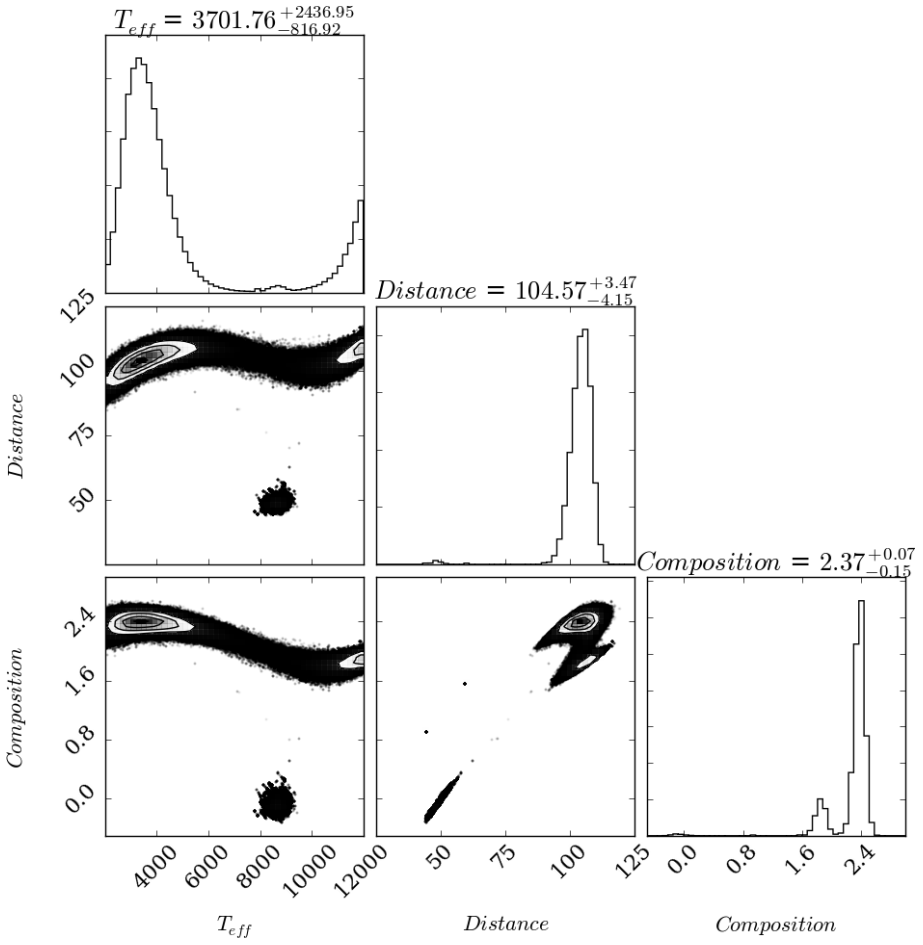 T_eff = 3701.76 +2436.95 −816.92
125
Distance = 104.57 +3.47 −4.15
100
75
50
Distance
Composition = 2.37 +0.07 −0.15
2.4
1.6
0.8
0.0
Composition
4000 6000 8000 10000 12000 50 75 100 125 0.0 0.8 1.6 2.4
T_eff Distance Composition